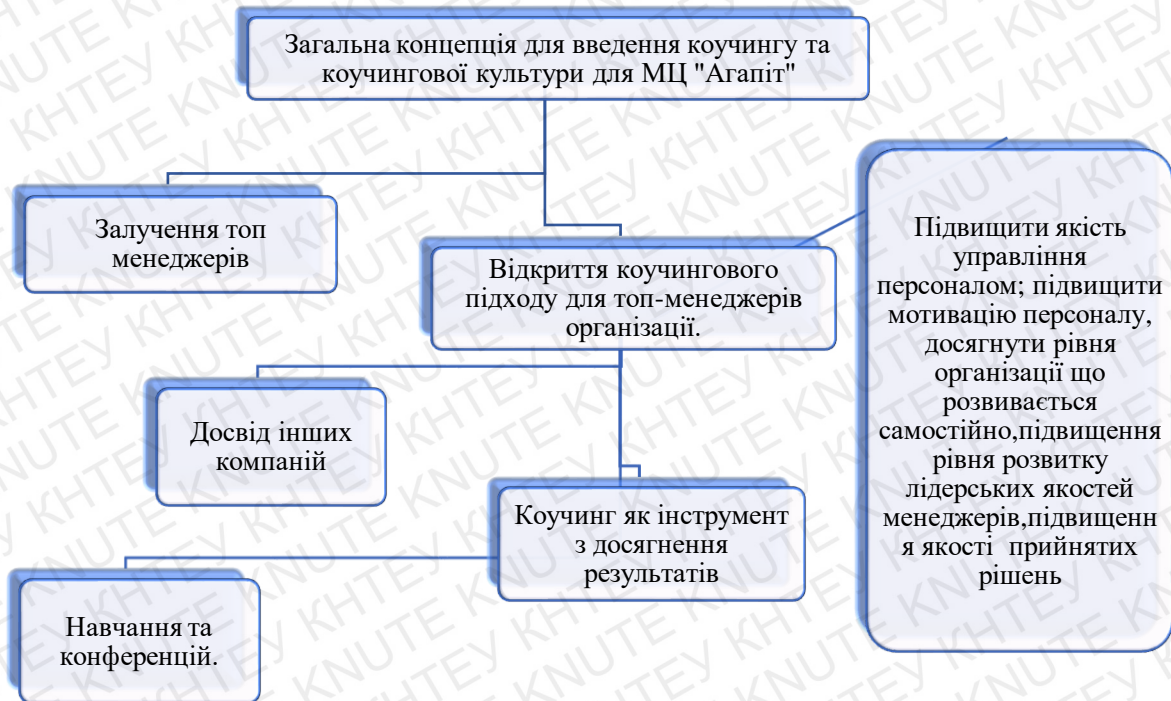 Загальна концепція для введення коучингу та
коучингової культури для МЦ "Агапіт"
Залучення топ
менеджерів
Відкриття коучингового
підходу для топ-менеджерів
організації.
Підвищити якість
управління
персоналом; підвищити
мотивацію персоналу,
досягнути рівня
організації що
розвивається
самостійно,підвищення
рівня розвитку
лідерських якостей
менеджерів,підвищенн
я якості прийнятих
рішень
Досвід інших
компаній
Коучинг як інструмент
з досягнення
результатів
Навчання та
конференцій.